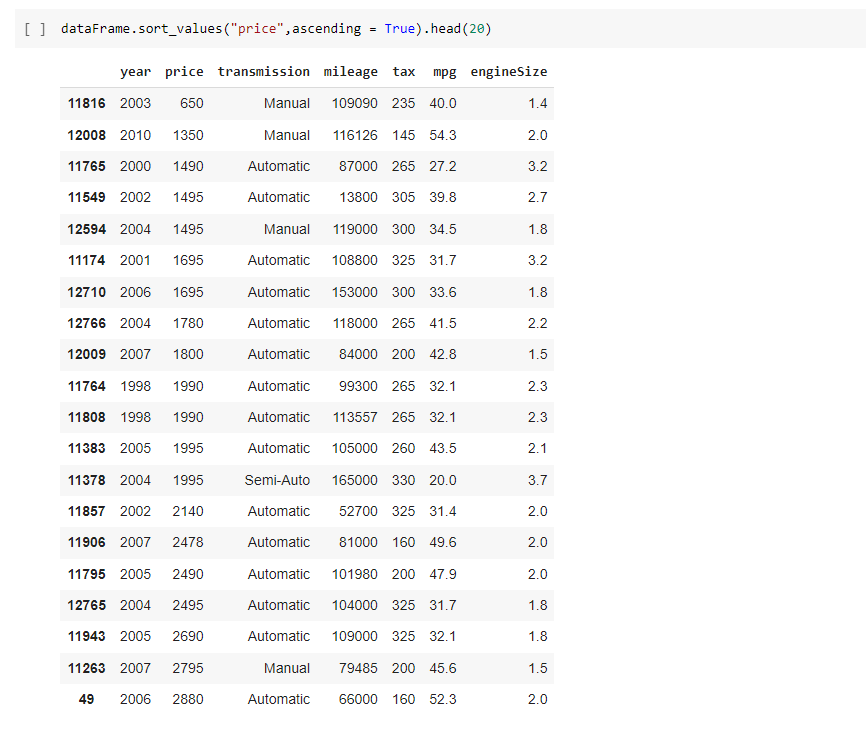 [ ] dataFrame.sort_values("price",ascending = True).head(20)
year price transmission mileage tax mpg engineSize
11816 2003 650 Manual 109090 235 40.0 1.4
12008 2010 1350 Manual 116126 145 54.3 2.0
11765 2000 1490 Automatic 87000 265 27.2 3.2
11549 2002 1495 Automatic 13800 305 39.8 2.7
12594 2004 1495 Manual 119000 300 34.5 1.8
11174 2001 1695 Automatic 108800 325 31.7 3.2
12710 2006 1695 Automatic 153000 300 33.6 1.8
12766 2004 1780 Automatic 118000 265 41.5 2.2
12009 2007 1800 Automatic 84000 200 42.8 1.5
11764 1998 1990 Automatic 99300 265 32.1 2.3
11808 1998 1990 Automatic 113557 265 32.1 2.3
11383 2005 1995 Automatic 105000 260 43.5 2.1
11378 2004 1995 Semi-Auto 165000 330 20.0 3.7
11857 2002 2140 Automatic 52700 325 31.4 2.0
11906 2007 2478 Automatic 81000 160 49.6 2.0
11795 2005 2490 Automatic 101980 200 47.9 2.0
12765 2004 2495 Automatic 104000 325 31.7 1.8
11943 2005 2690 Automatic 109000 325 32.1 1.8
11263 2007 2795 Manual 79485 200 45.6 1.5
49 2006 2880 Automatic 66000 160 52.3 2.0